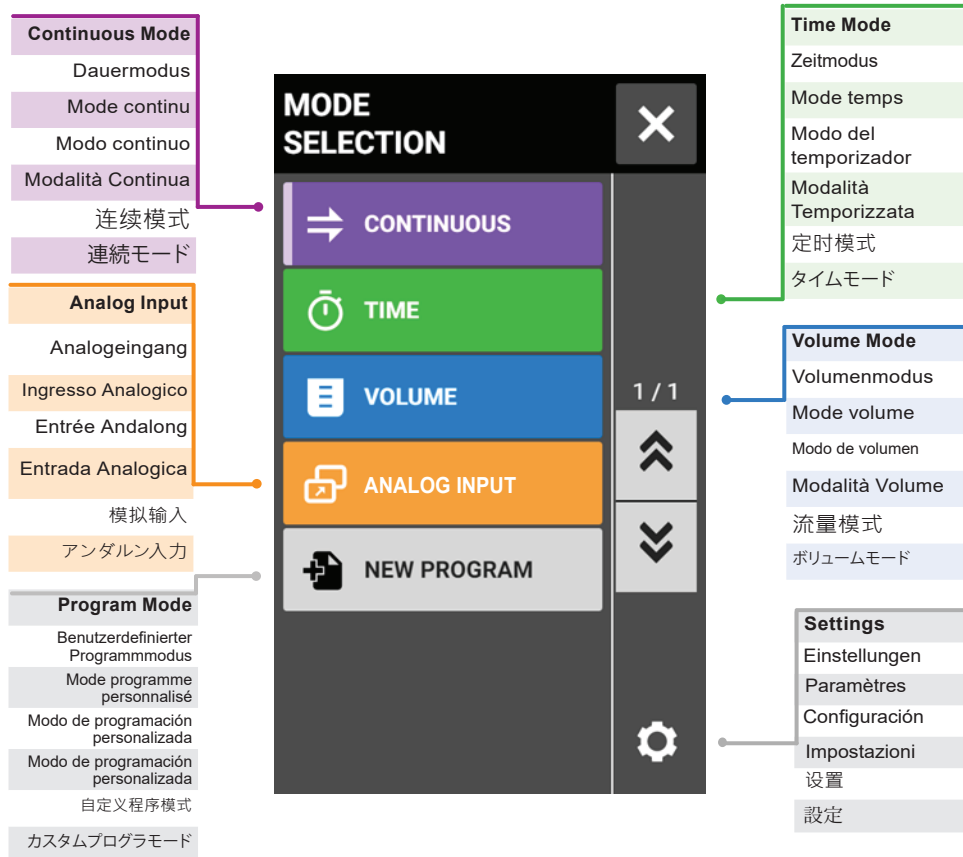 Continuous Mode
Dauermodus
Mode continu
Modo continuo
Modalità Continua
连续模式
連続モード
Analog Input
Analogeingang
Ingresso Analogico
Entrée Andalong
Entrada Analogica
模拟输入
アンダルン入力
Program Mode
Benutzerdefinierter
Programmmodus
Mode programme
personnalisé
Modo de programación
personalizada
Modo de programación
personalizada
自定义程序模式
カスタムプログラモード
MODE
SELECTION
CONTINUOUS
TIME
VOLUME
ANALOG INPUT
NEW PROGRAM
1 / 1
Time Mode
Zeitmodus
Mode temps
Modo del
temporizador
Modalità
Temporizzata
定时模式
タイムモード
Volume Mode
Volumenmodus
Mode volume
Modo de volumen
Modalità Volume
流量模式
ボリュームモード
Settings
Einstellungen
Paramètres
Configuración
Impostazioni
设置
設定